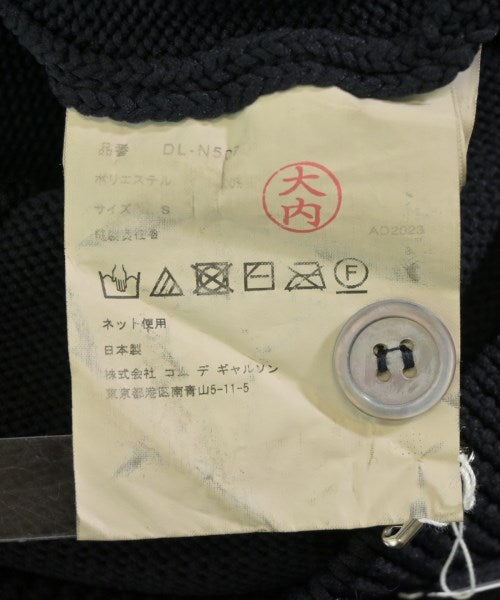 品番 DL-N5
ポリエステル
大
内
サイズ S
AD2023
F
ネット使用
日本製
株式会社 コム デ ギャルソン
東京都港区南青山5-11-5